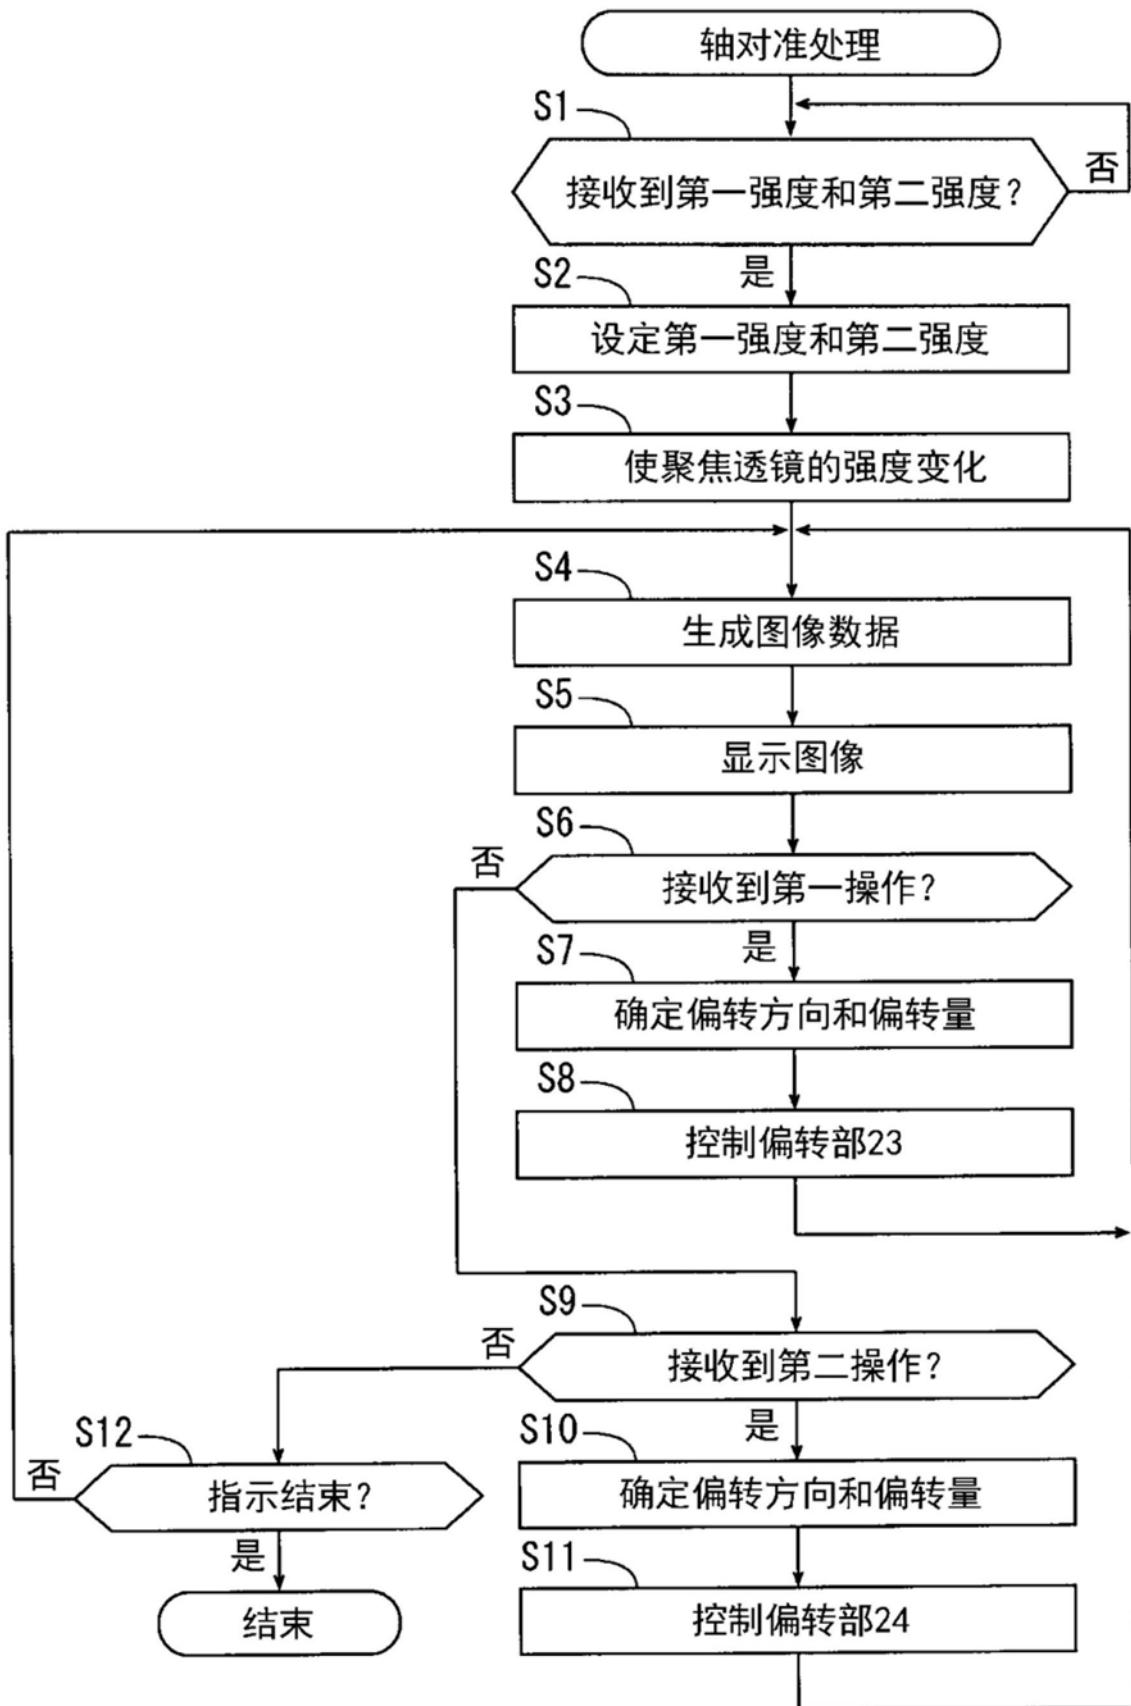 轴对准处理
S1
接收到第一强度和第二强度？
否
是
S2
设定第一强度和第二强度
S3
使聚焦透镜的强度变化
S4
生成图像数据
S5
显示图像
S6
否
接收到第一操作？
是
S7
确定偏转方向和偏转量
S8
控制偏转部23
S9
否
接收到第二操作？
是
S10
确定偏转方向和偏转量
S11
控制偏转部24
S12
否
指示结束？
是
结束